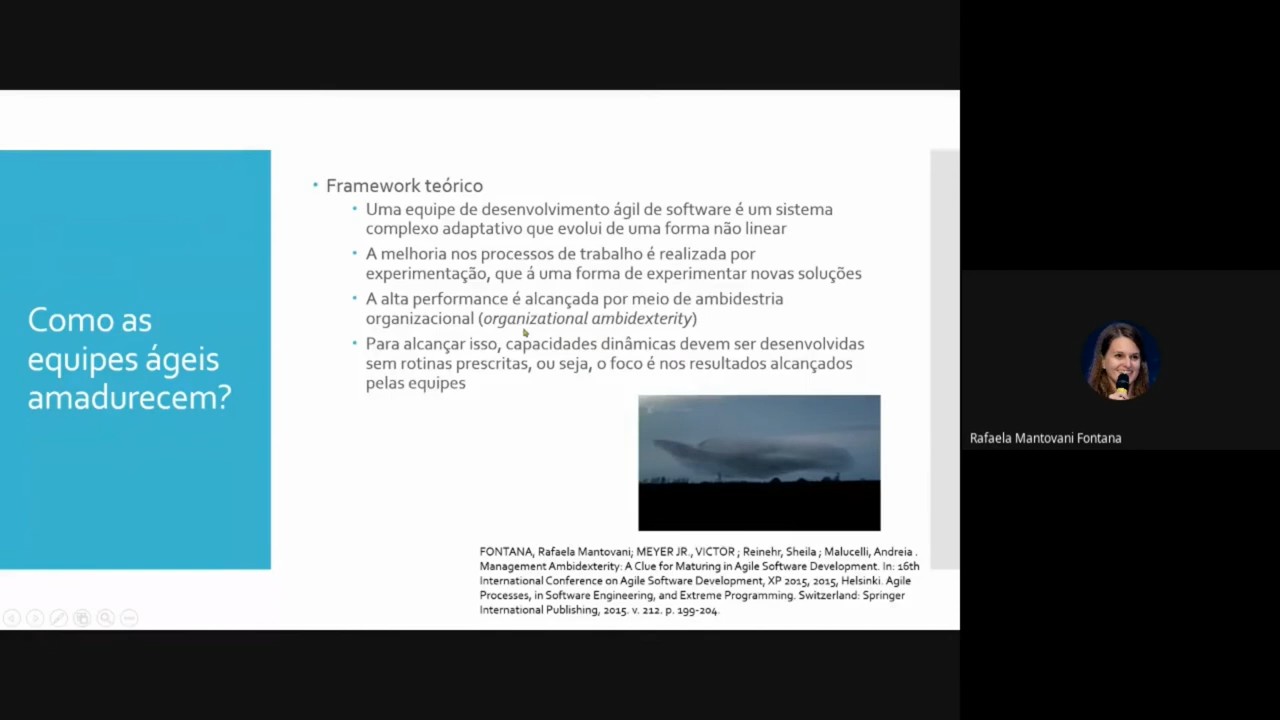 Como as
equipes ágeis
amadurecem?
• Framework teórico
• Uma equipe de desenvolvimento ágil de software é um sistema
complexo adaptativo que evolui de uma forma não linear
• A melhoria nos processos de trabalho é realizada por
experimentação, que á uma forma de experimentar novas soluções
• A alta performance é alcançada por meio de ambidestria
organizacional (organizational ambidexterity)
• Para alcançar isso, capacidades dinâmicas devem ser desenvolvidas
sem rotinas prescritas, ou seja, o foco é nos resultados alcançados
pelas equipes
FONTANA, Rafaela Mantovani; MEYER JR., VICTOR ; Reinehr, Sheila ; Malucelli, Andreia .
Management Ambidexterity: A Clue for Maturing in Agile Software Development. In: 16th
International Conference on Agile Software Development, XP 2015, 2015, Helsinki. Agile
Processes, in Software Engineering, and Extreme Programming. Switzerland: Springer
International Publishing, 2015. v. 212. p. 199-204.
Rafaela Mantovani Fontana